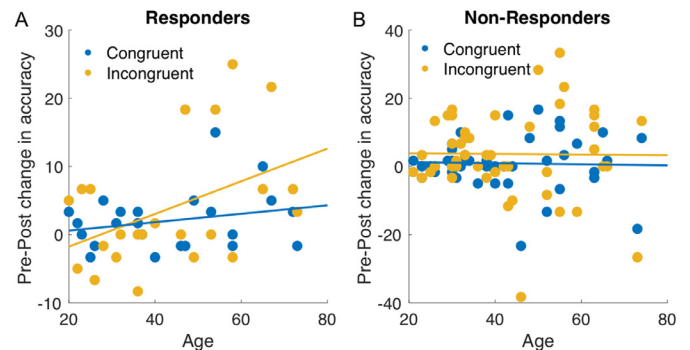 A
Responders
Pre-Post change in accuracy
30
20
10
0
-10
Congruent
Incongruent
20
40
60
80
Age
B
Non-Responders
Pre-Post change in accuracy
40
20
0
-20
-40
Congruent
Incongruent
20
40
60
80
Age